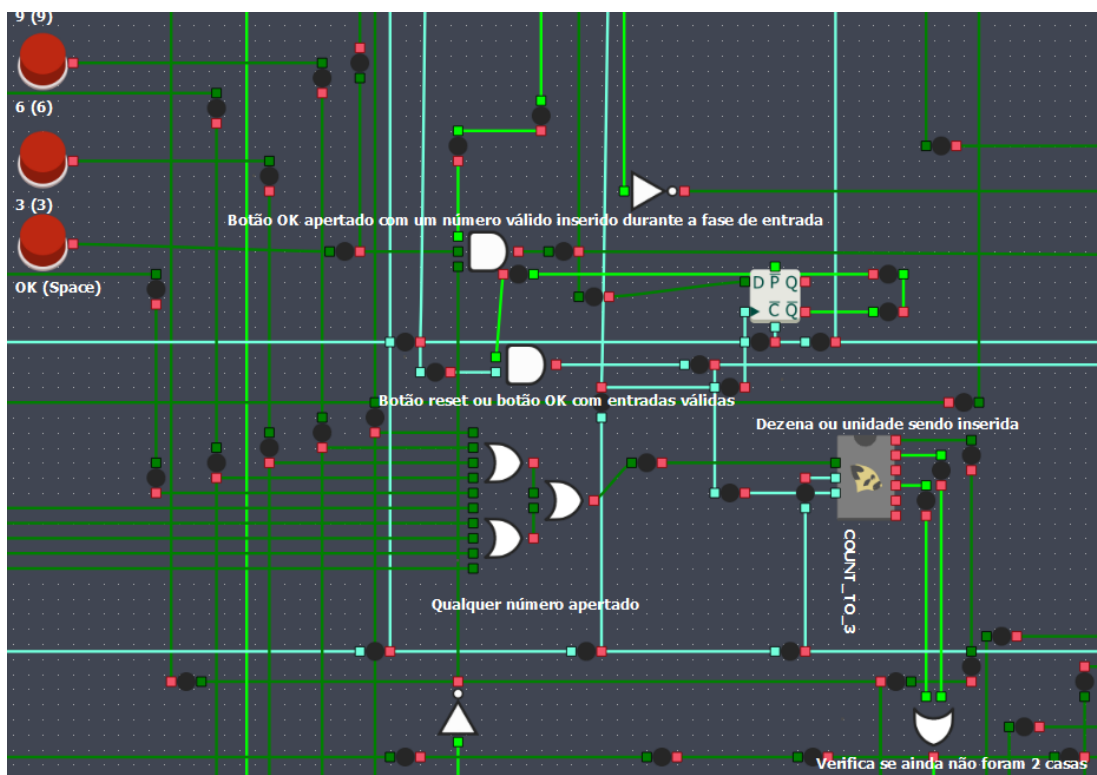 9 (9)
6 (6)
3 (3)
Botão OK apertado com um número válido inserido durante a fase de entrada
OK (Space)
D P Q
C Q
Botão reset ou botão OK com entradas válidas
Dezena ou unidade sendo inserida
COUNT_TO_3
Qualquer número apertado
Verifica se ainda não foram 2 casas